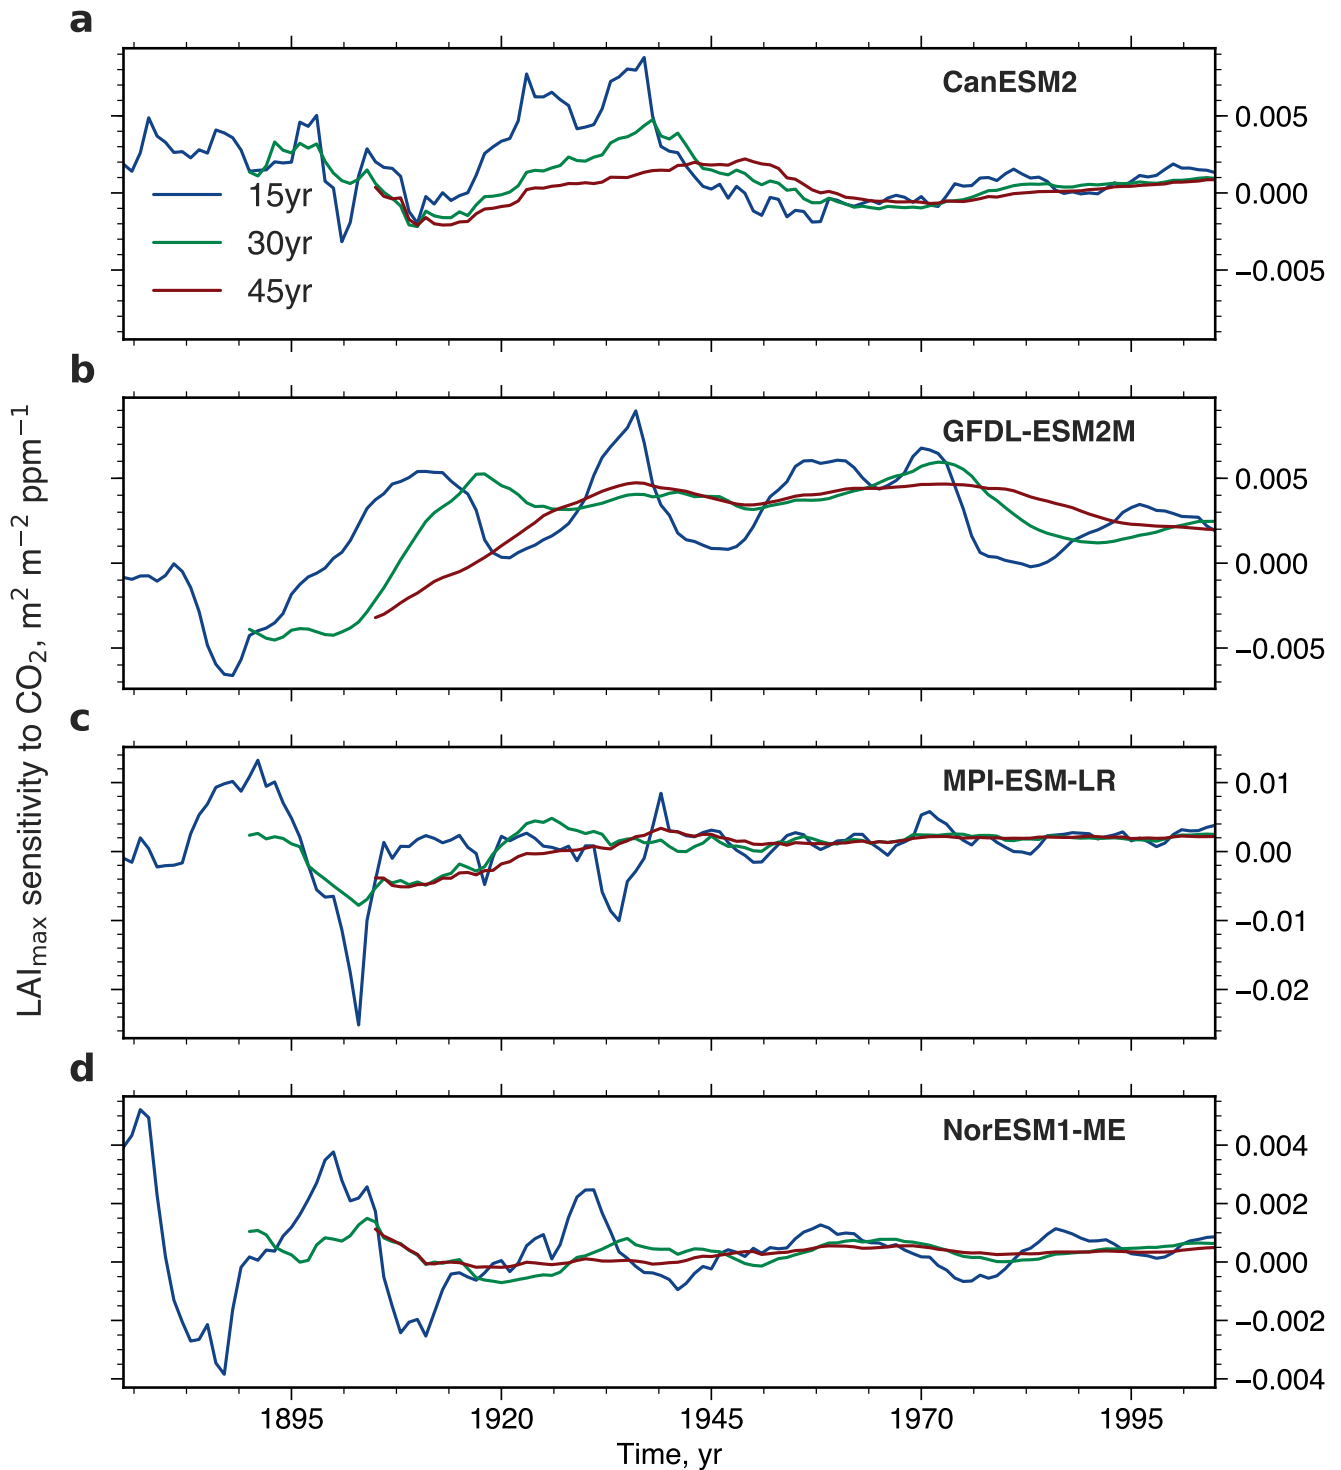 a
CanESM2
0.005
0.000
−0.005
15yr
30yr
45yr
b
GFDL-ESM2M
0.005
0.000
−0.005
c
MPI-ESM-LR
0.01
0.00
−0.01
−0.02
d
NorESM1-ME
0.004
0.002
0.000
−0.002
−0.004
1895 1920 1945 1970 1995
Time, yr
LAI_max sensitivity to CO₂, m² m⁻² ppm⁻¹